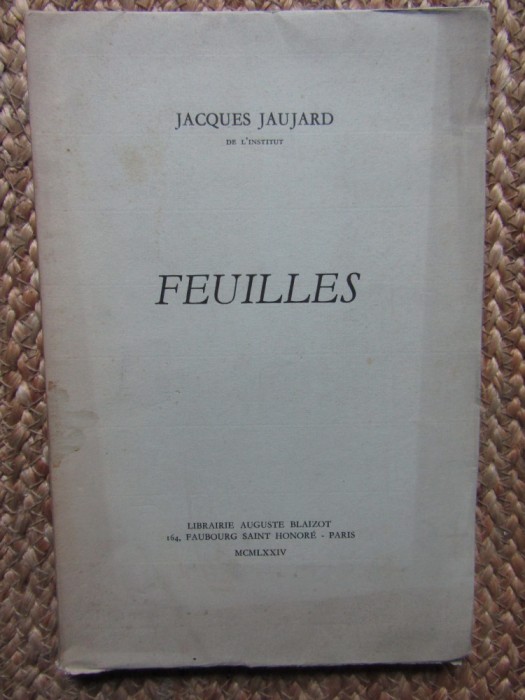 JACQUES JAUJARD
DE L'INSTITUT
FEUILLES
LIBRAIRIE AUGUSTE BLAIZOT
164, FAUBOURG SAINT HONORÉ - PARIS
MCMLXXIV